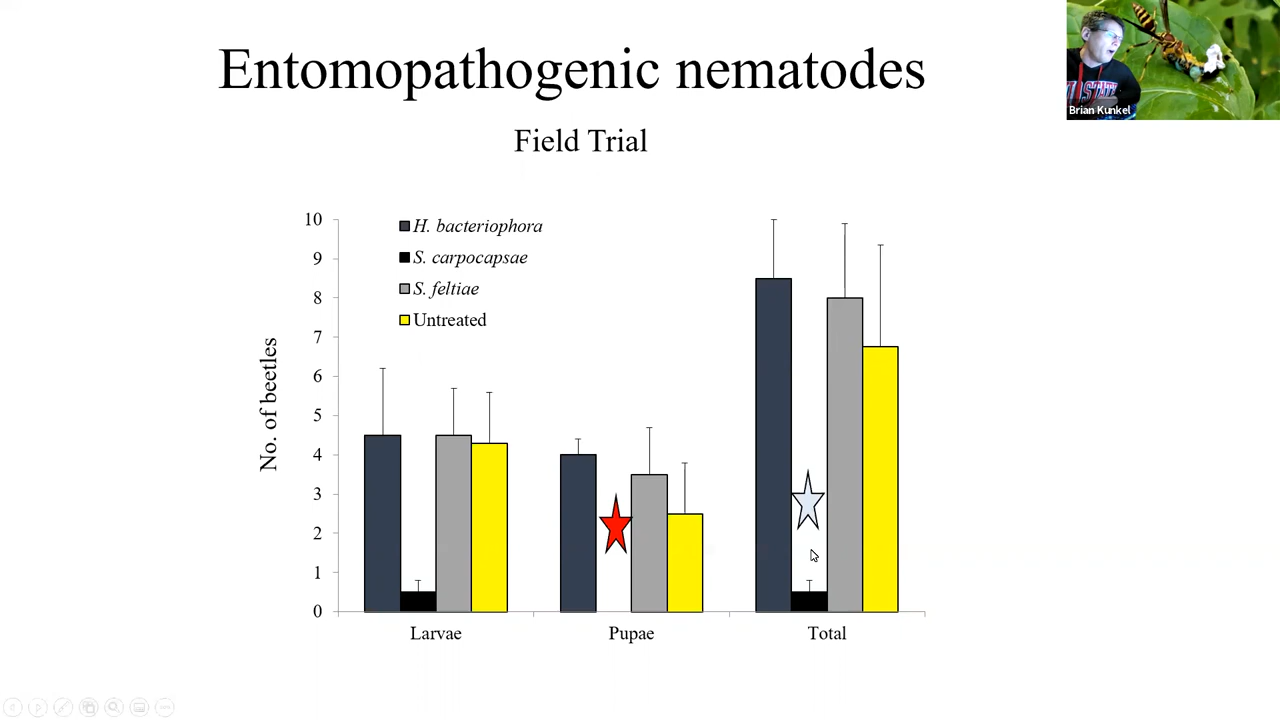 Entomopathogenic nematodes
Brian Kunkel
Field Trial
H. bacteriophora
S. carpocapsae
S. feltiae
Untreated
No. of beetles
10
9
8
7
6
5
4
3
2
1
0
Larvae
Pupae
Total